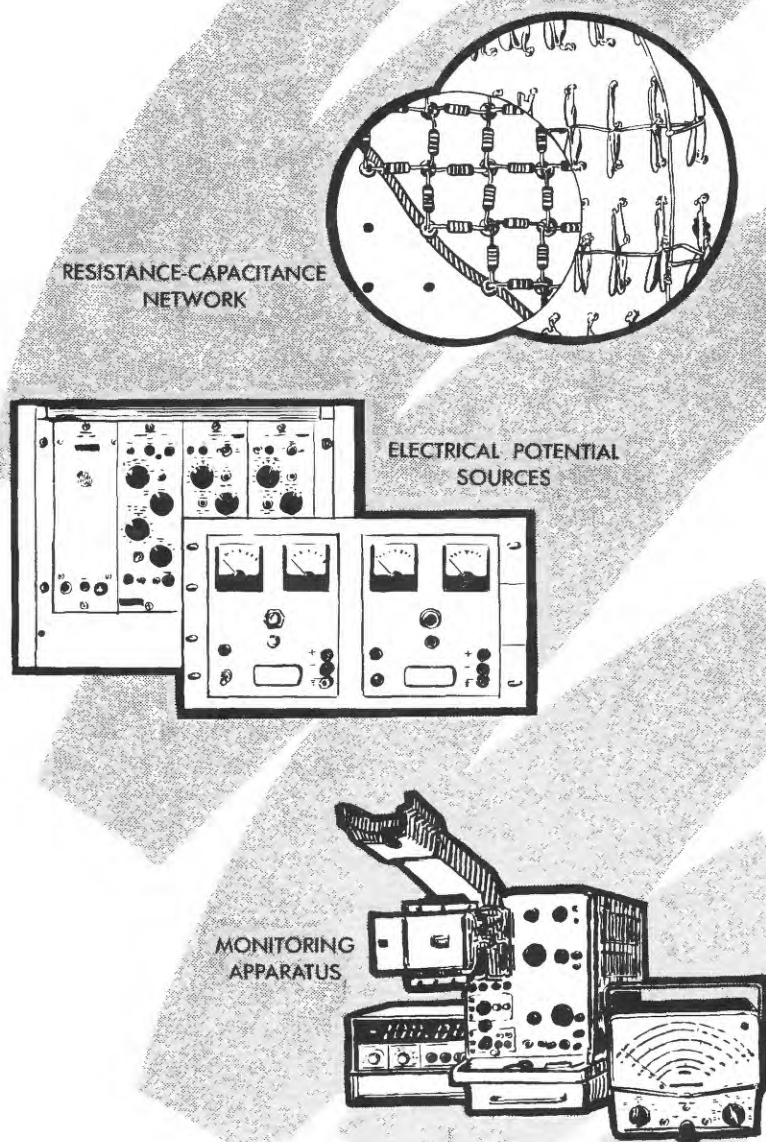 RESISTANCE-CAPACITANCE
NETWORK
ELECTRICAL POTENTIAL
SOURCES
MONITORING
APPARATUS